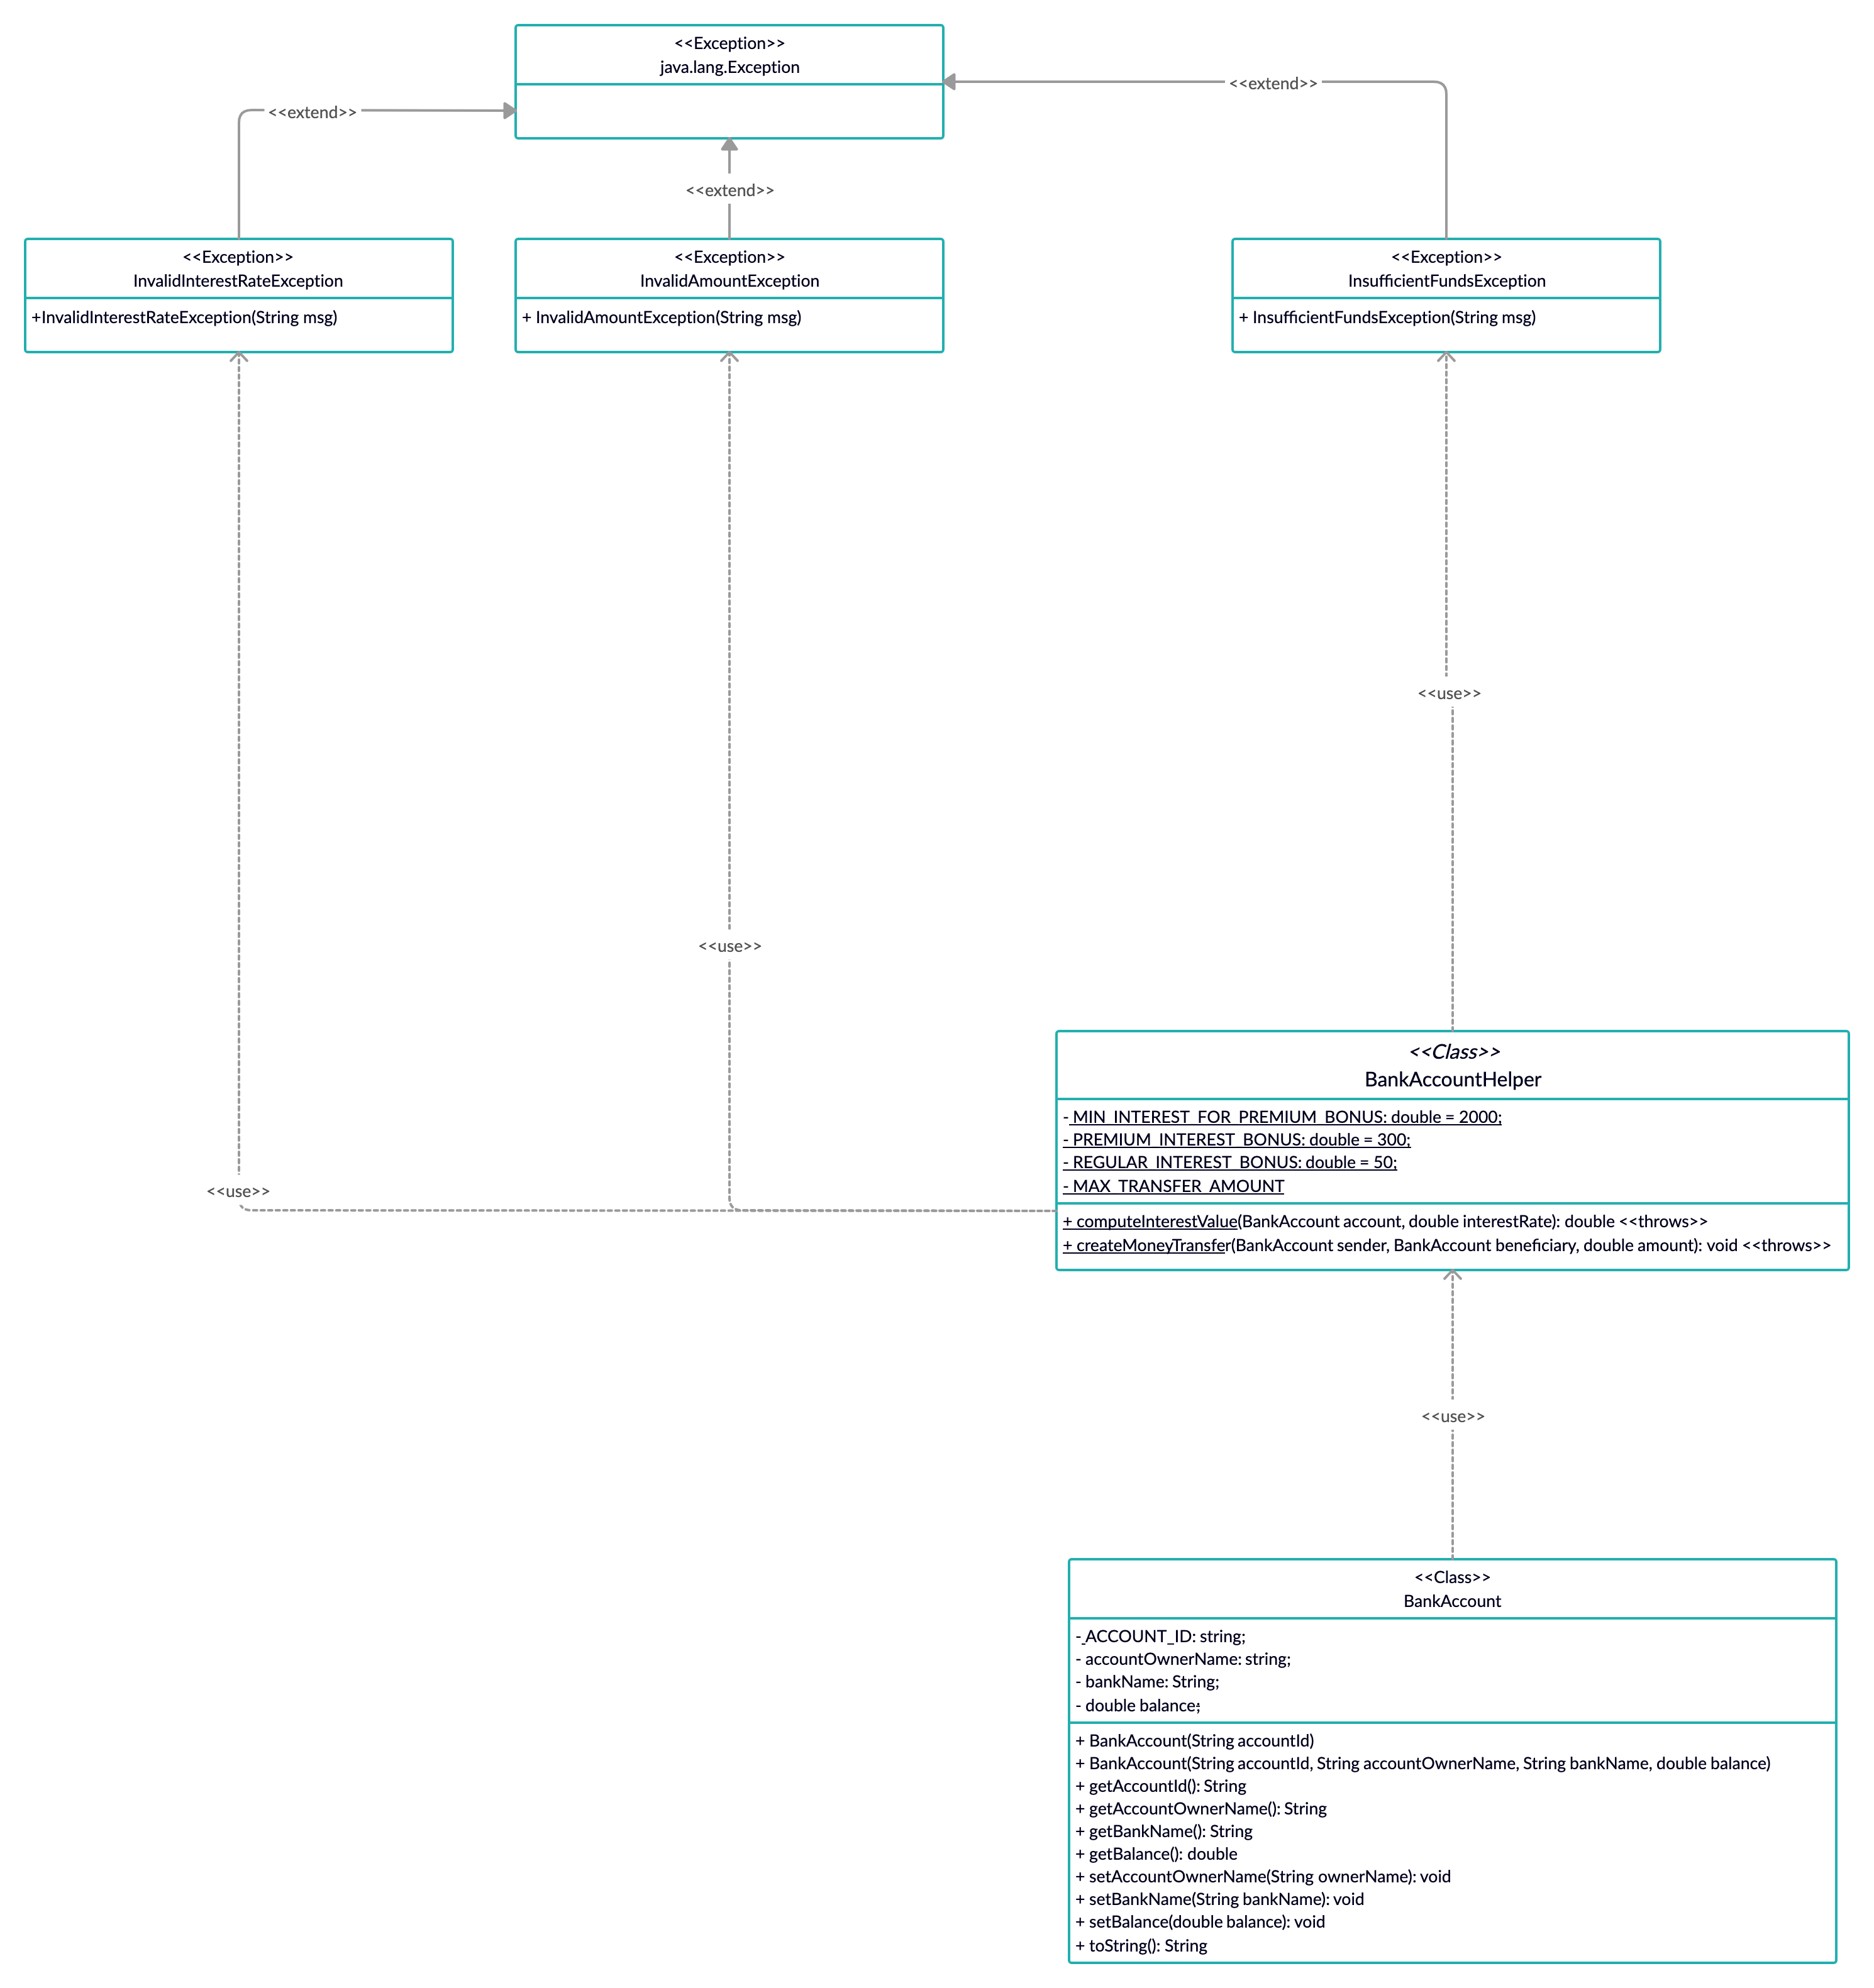 <<Exception>>
java.lang.Exception
<<extend>>
<<extend>>
<<extend>>
<<Exception>>
InvalidInterestRateException
+InvalidInterestRateException(String msg)
<<Exception>>
InvalidAmountException
+ InvalidAmountException(String msg)
<<Exception>>
InsufficientFundsException
+ InsufficientFundsException(String msg)
<<use>>
<<use>>
<<use>>
<<Class>>
BankAccountHelper
- MIN_INTEREST_FOR_PREMIUM_BONUS: double = 2000;
- PREMIUM_INTEREST_BONUS: double = 300;
- REGULAR_INTEREST_BONUS: double = 50;
- MAX_TRANSFER_AMOUNT
+ computeInterestValue(BankAccount account, double interestRate): double <<throws>>
+ createMoneyTransfer(BankAccount sender, BankAccount beneficiary, double amount): void <<throws>>
<<use>>
<<Class>>
BankAccount
- ACCOUNT_ID: string;
- accountOwnerName: string;
- bankName: String;
- double balance;
+ BankAccount(String accountId)
+ BankAccount(String accountId, String accountOwnerName, String bankName, double balance)
+ getAccountId(): String
+ getAccountOwnerName(): String
+ getBankName(): String
+ getBalance(): double
+ setAccountOwnerName(String ownerName): void
+ setBankName(String bankName): void
+ setBalance(double balance): void
+ toString(): String